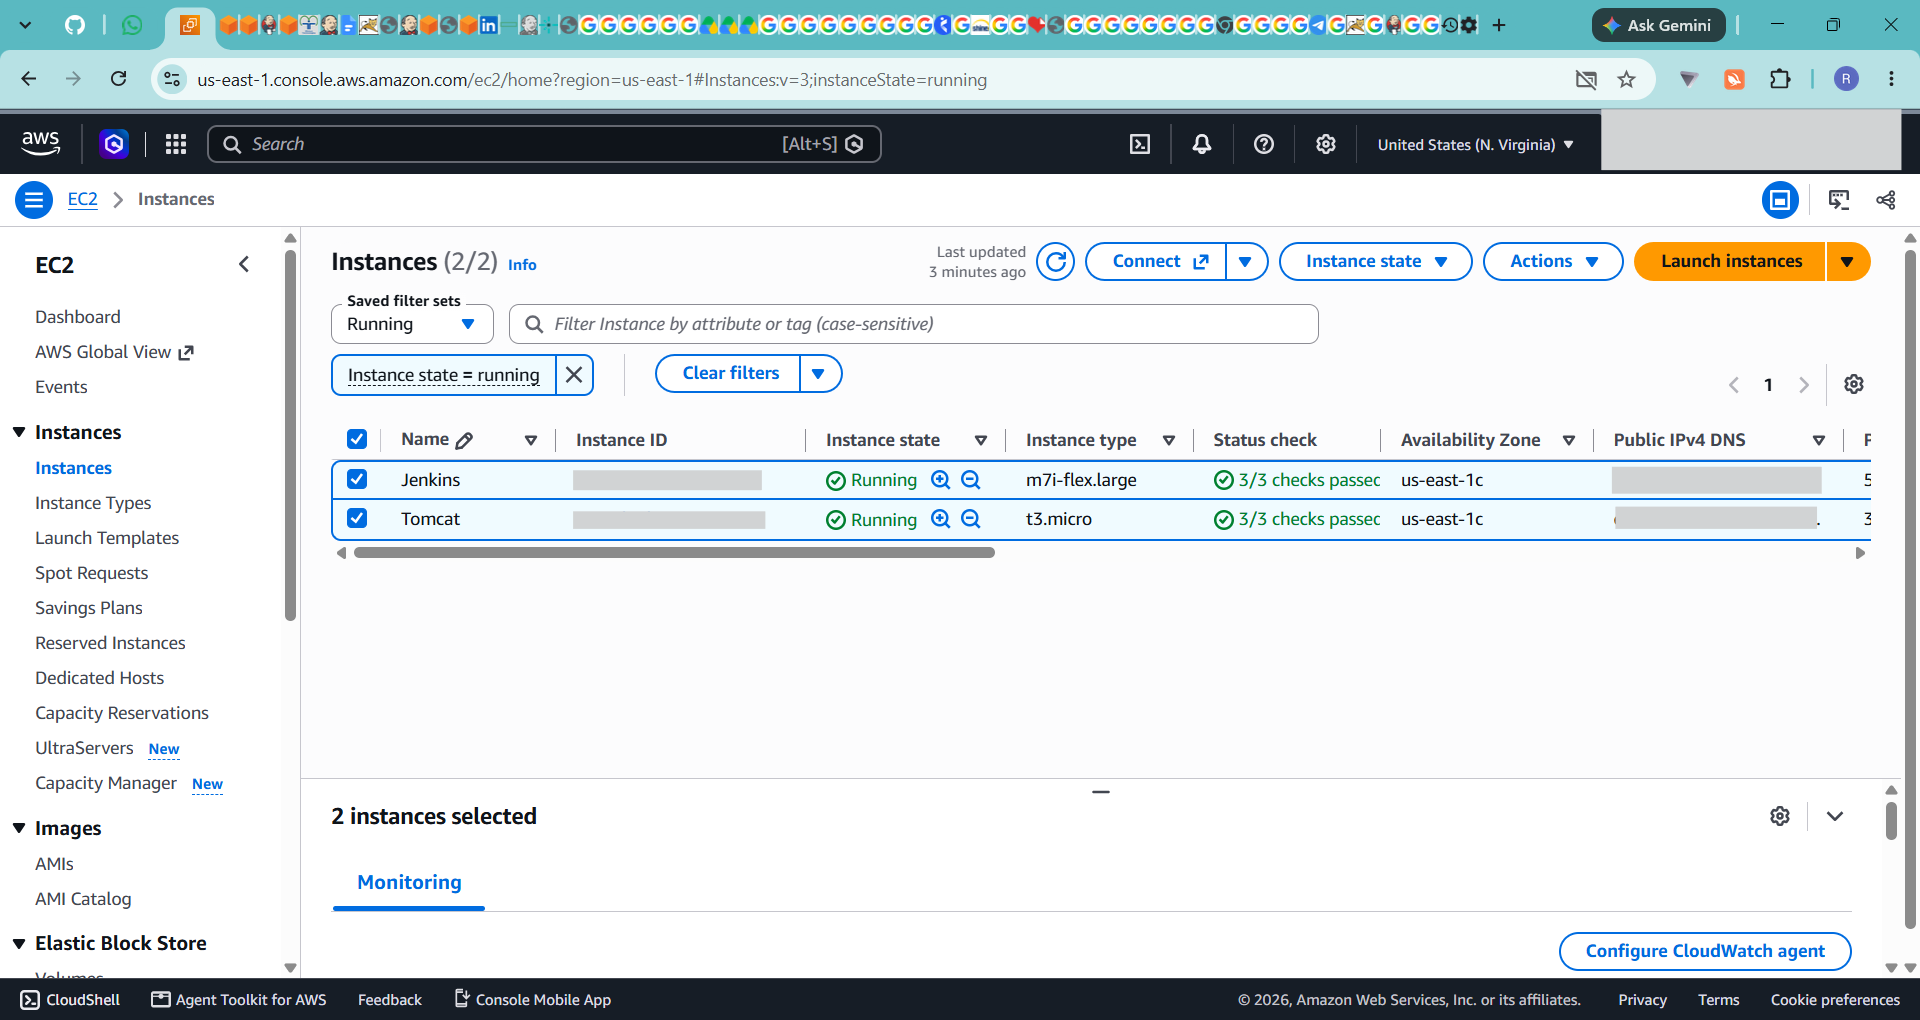 Ask Gemini
us-east-1.console.aws.amazon.com/ec2/home?region=us-east-1#Instances:v=3;instanceState=running
R
aws
Search
[Alt+S]
United States (N. Virginia)
EC2
Instances
EC2
Dashboard
AWS Global View
Events
Instances
Instances
Instance Types
Launch Templates
Spot Requests
Savings Plans
Reserved Instances
Dedicated Hosts
Capacity Reservations
UltraServers New
Capacity Manager New
Images
AMIs
AMI Catalog
Elastic Block Store
Volumes
Instances (2/2) Info
Last updated
3 minutes ago
Connect
Instance state
Actions
Launch instances
Saved filter sets
Running
Filter Instance by attribute or tag (case-sensitive)
Instance state = running
Clear filters
1
Name Instance ID Instance state Instance type Status check Availability Zone Public IPv4 DNS P
Jenkins Running m7i-flex.large 3/3 checks passed us-east-1c 5
Tomcat Running t3.micro 3/3 checks passed us-east-1c . 3
2 instances selected
Monitoring
Configure CloudWatch agent
CloudShell
Agent Toolkit for AWS
Feedback
Console Mobile App
© 2026, Amazon Web Services, Inc. or its affiliates.
Privacy
Terms
Cookie preferences